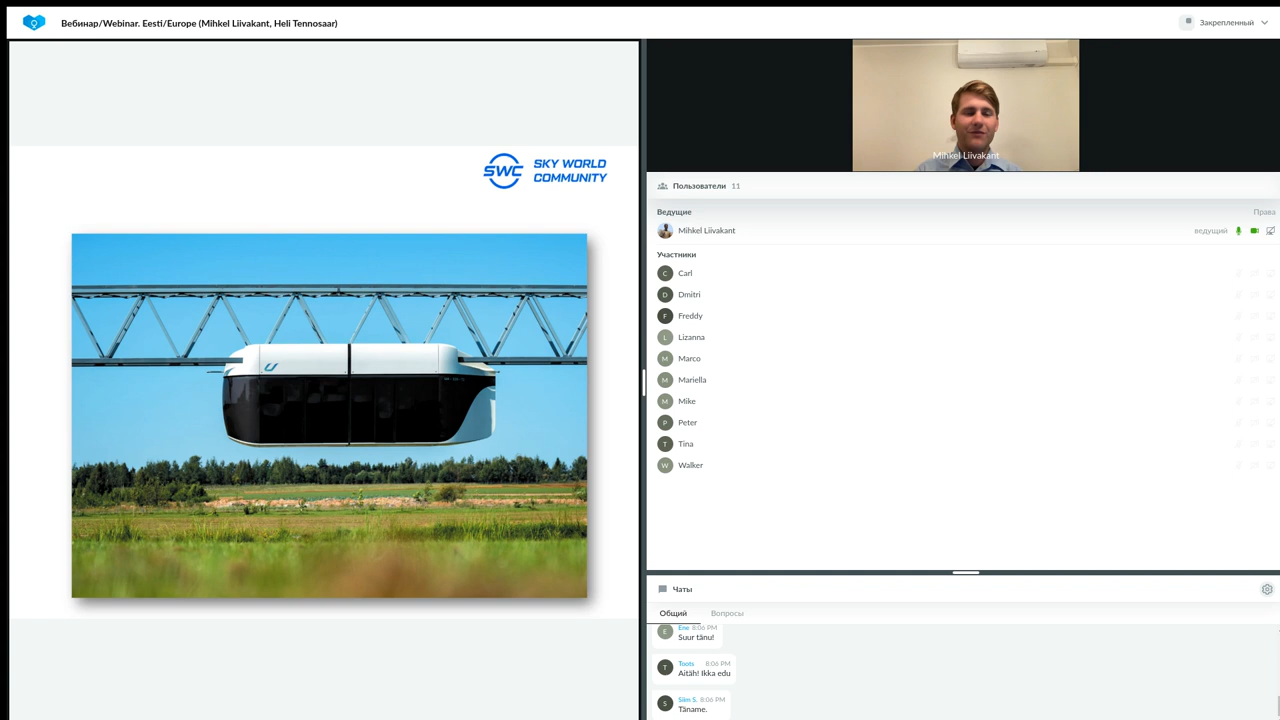 Вебинар/Webinar. Eesti/Europe (Mihkel Liivakant, Heli Tennosaar)
Закрепленный
SWC SKY WORLD
COMMUNITY
Mihkel Liivakant
Пользователи 11
Ведущие Права
Mihkel Liivakant ведущий
Участники
C Carl
D Dmitri
F Freddy
L Lizanna
M Marco
M Mariella
M Mike
P Peter
T Tina
W Walker
Чаты
Общий Вопросы
E Ene 8:06 PM
Suur tänu!
T Toots 8:06 PM
Aitäh! Ikka edu
S Siim S. 8:06 PM
Täname.